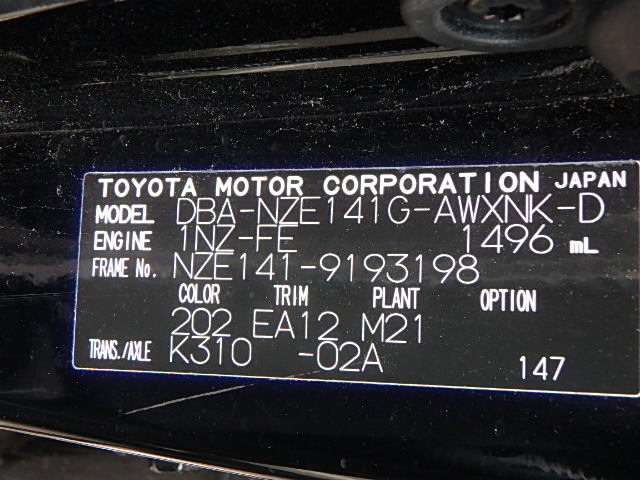 TOYOTA MOTOR CORPORATION JAPAN
MODEL DBA-NZE141G-AWXNK-D
ENGINE 1NZ-FE 1496 mL
FRAME No. NZE141-9193198
COLOR TRIM PLANT OPTION
202 EA12 M21
TRANS./AXLE K310 -02A
147